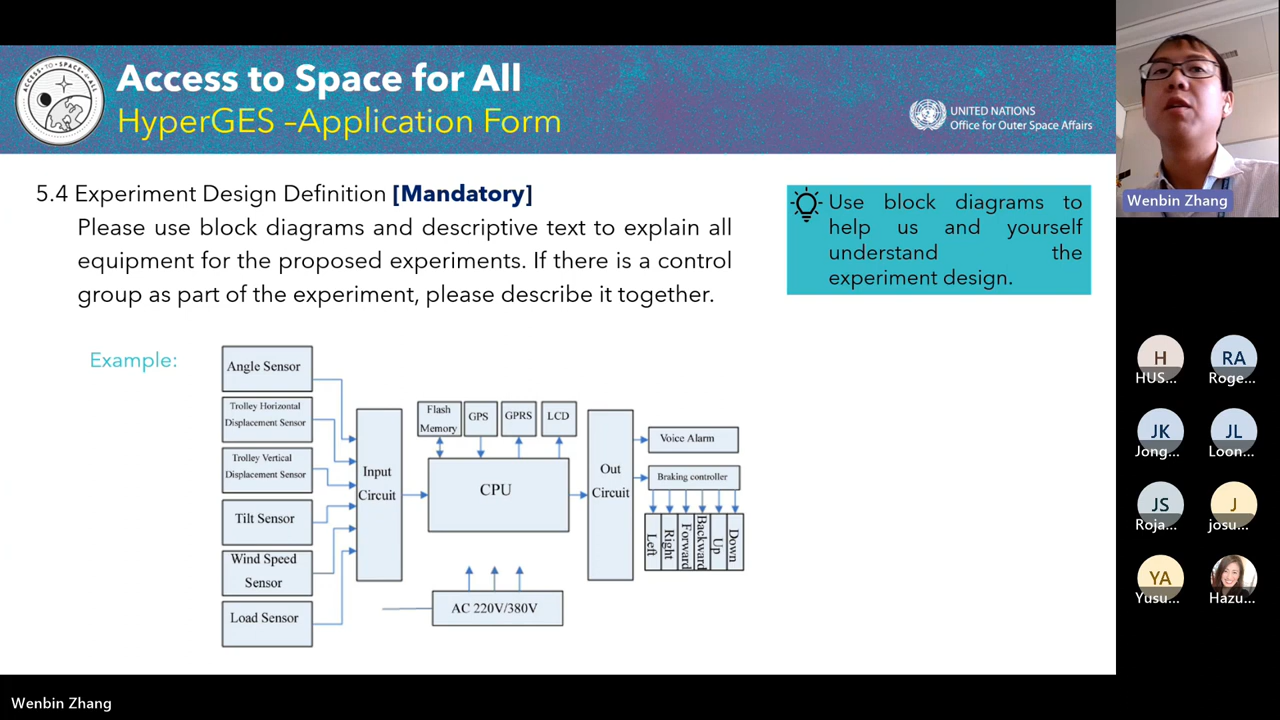 Access to Space for All
HyperGES –Application Form
ACCESS·TO·SPACE·4·ALL
UNITED NATIONS
Office for Outer Space Affairs
5.4 Experiment Design Definition [Mandatory]
Please use block diagrams and descriptive text to explain all
equipment for the proposed experiments. If there is a control
group as part of the experiment, please describe it together.
Use block diagrams to
help us and yourself
understand the
experiment design.
Example:
Angle Sensor
Trolley Horizontal
Displacement Sensor
Trolley Vertical
Displacement Sensor
Tilt Sensor
Wind Speed
Sensor
Load Sensor
Input
Circuit
Flash
Memory
GPS
GPRS
LCD
CPU
AC 220V/380V
Out
Circuit
Voice Alarm
Braking controller
Left
Right
Forward
Backward
Up
Down
Wenbin Zhang
H
HUS...
RA
Roge...
JK
Jong...
JL
Loon...
JS
Roja...
J
josu...
YA
Yusu...
Hazu...
Wenbin Zhang